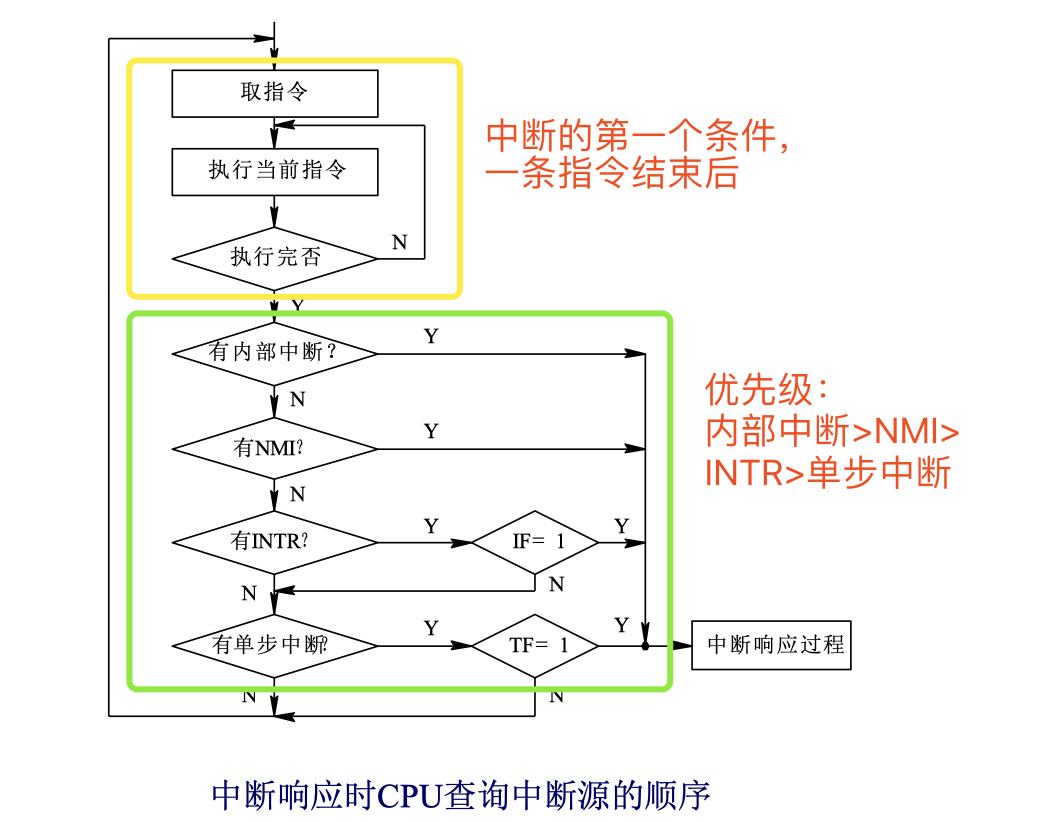 取指令
中断的第一个条件，
一条指令结束后
执行当前指令
执行完否
N
Y
有内部中断？
Y
N
优先级：
内部中断>NMI>
INTR>单步中断
有NMI?
Y
N
有INTR?
Y
IF= 1
Y
N
N
有单步中断?
Y
TF= 1
Y
中断响应过程
N
N
中断响应时CPU查询中断源的顺序